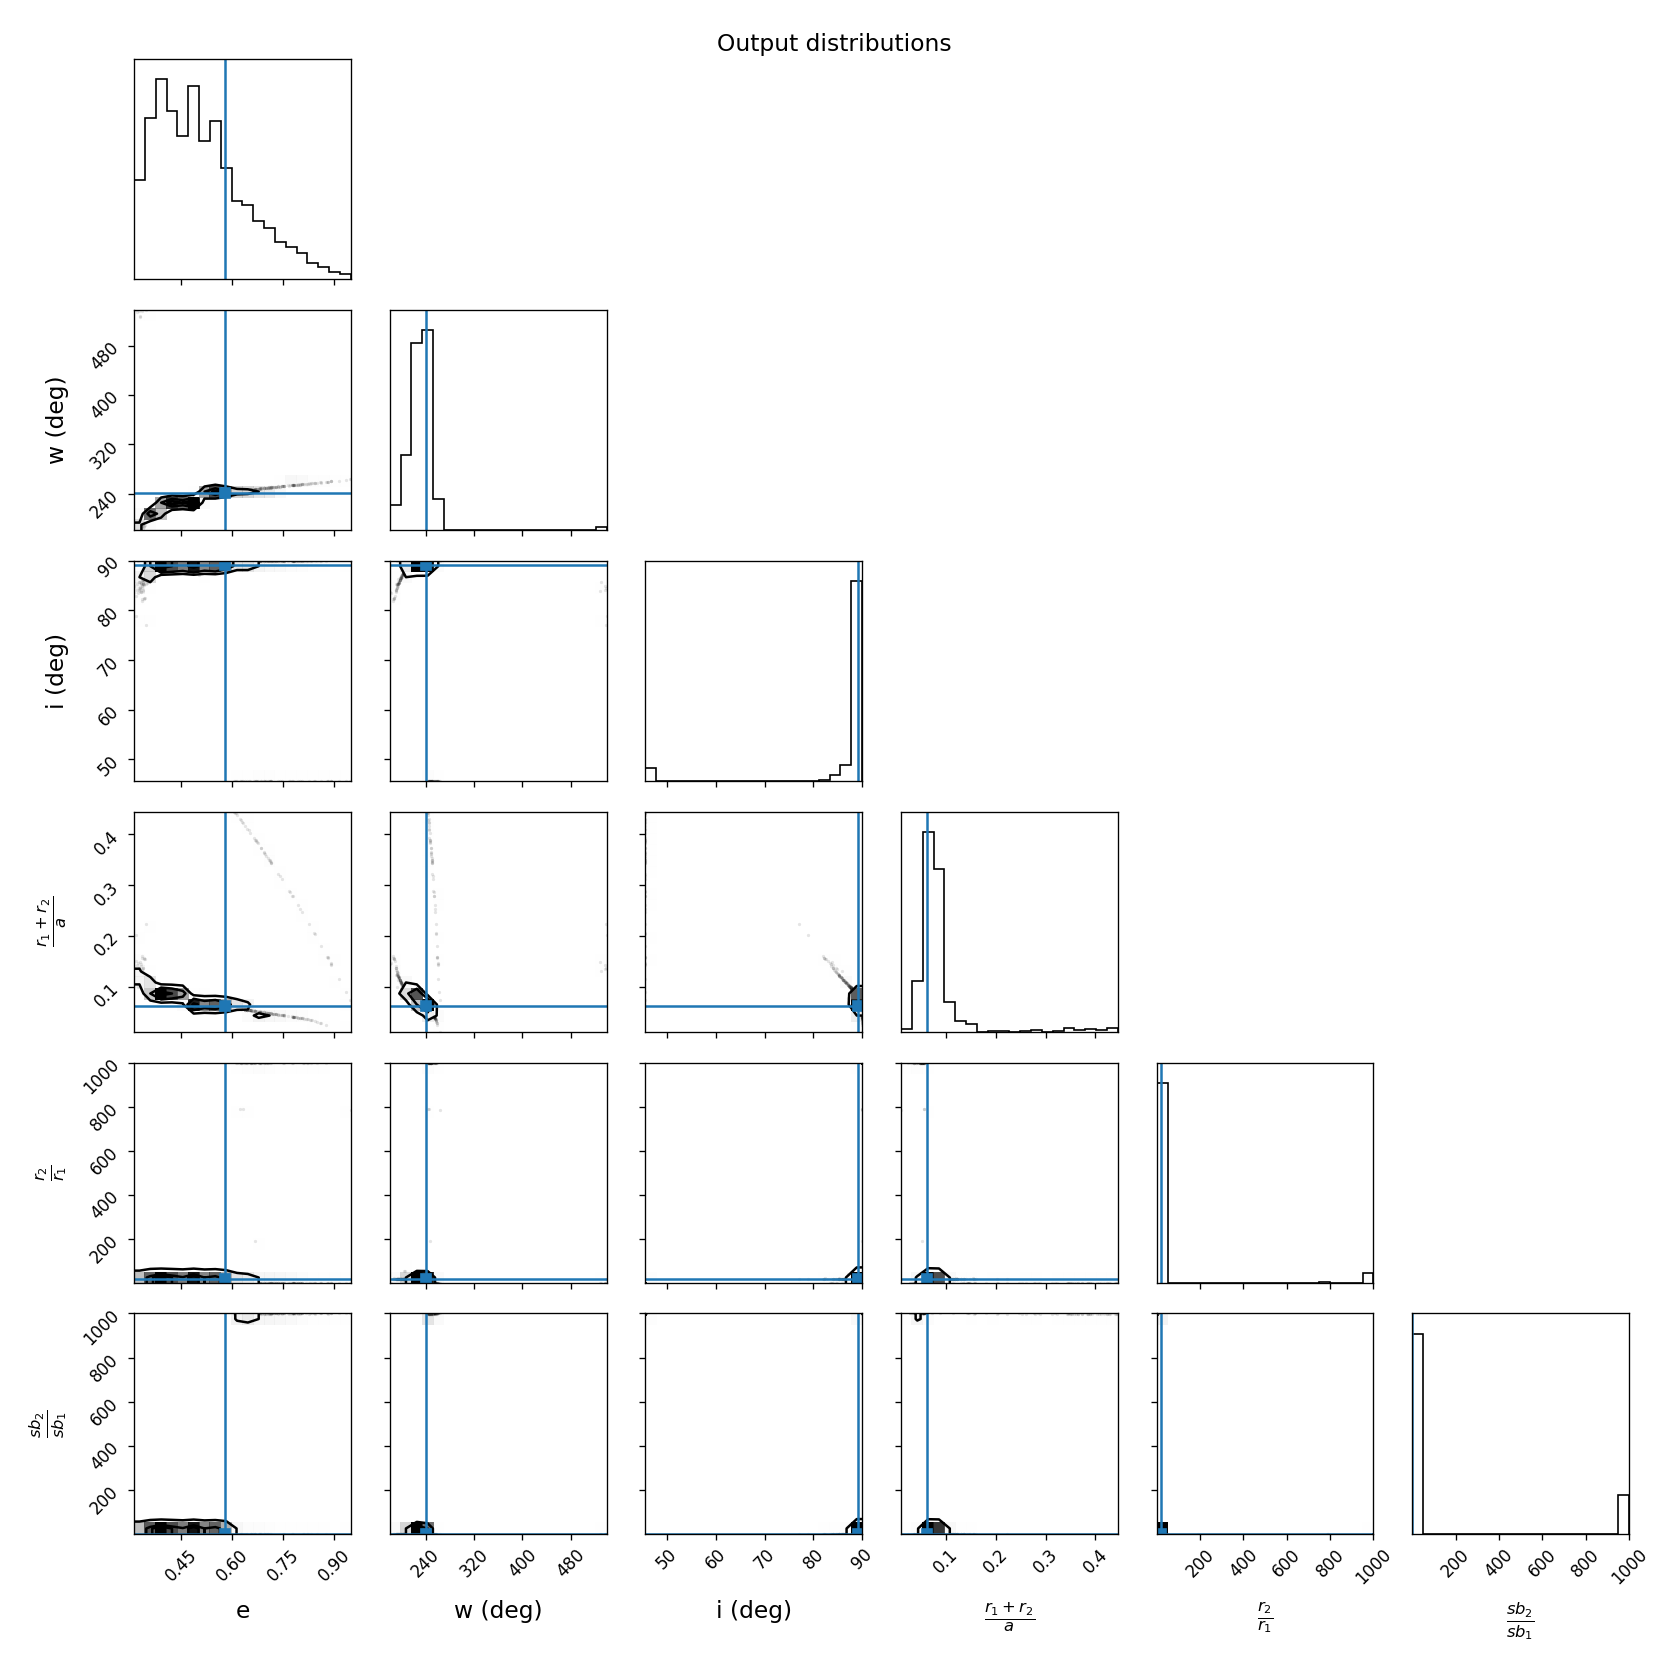 Output distributions
w (deg)
480
400
320
240
i (deg)
90
80
70
60
50
r₁ + r₂
a
0.4
0.3
0.2
0.1
r₂
r₁
1000
800
600
400
200
sb₂
sb₁
1000
800
600
400
200
0.45 0.60 0.75 0.90
240 320 400 480
50 60 70 80 90
0.1 0.2 0.3 0.4
200 400 600 800 1000
200 400 600 800 1000
e
w (deg)
i (deg)
r₁ + r₂
a
r₂
r₁
sb₂
sb₁